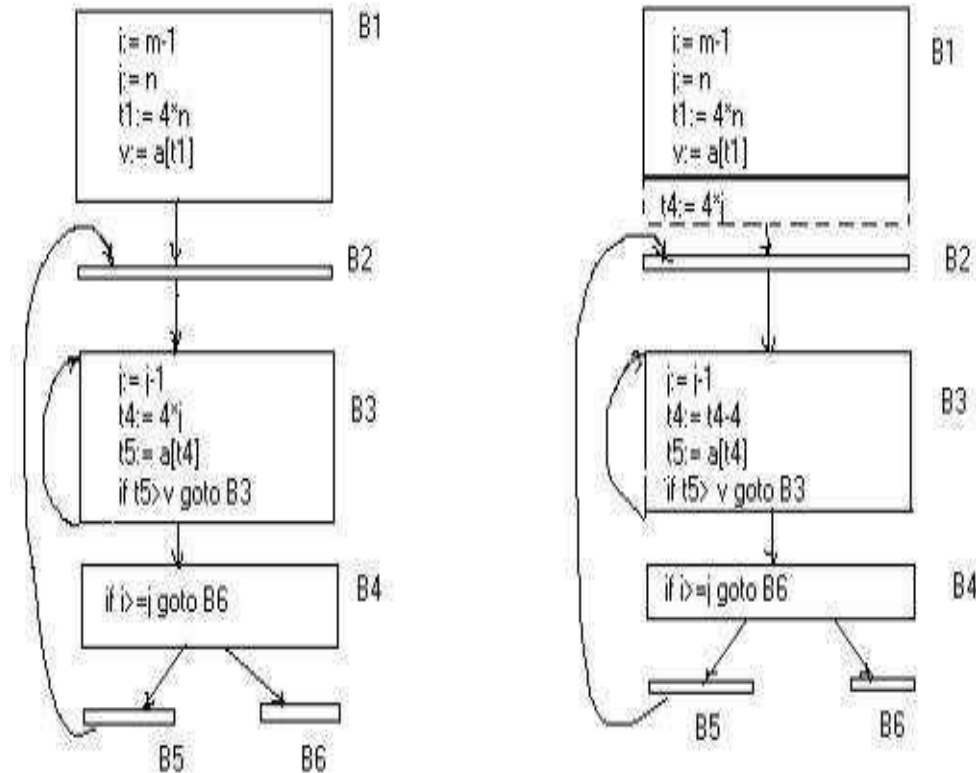 i:= m-1
j:= n
t1:= 4*n
v:= a[t1]
B1
B2
j:= j-1
t4:= 4*j
t5:= a[t4]
if t5>v goto B3
B3
if i>=j goto B6
B4
B5
B6
i:= m-1
j:= n
t1:= 4*n
v:= a[t1]
t4:= 4*j
B1
B2
j:= j-1
t4:= t4-4
t5:= a[t4]
if t5> v goto B3
B3
if i>=j goto B6
B4
B5
B6